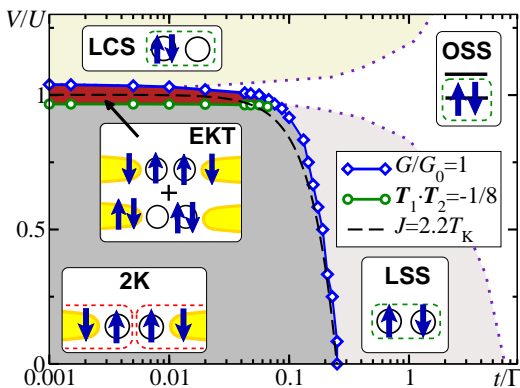 V/U
LCS
OSS
1
EKT
+
G/G₀=1
T₁·T₂=-1/8
J=2.2T_K
0.5
2K
LSS
0
0.001
0.01
0.1
1
t/Γ